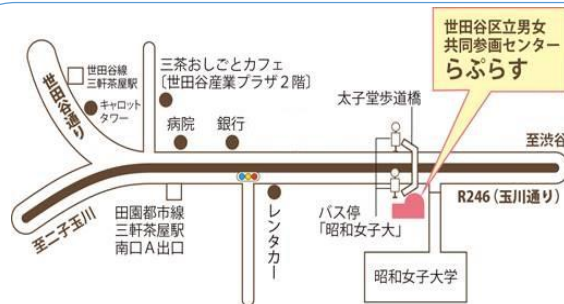 世田谷区立男女
共同参画センター
らぷらす
三茶おしごとカフェ
〔世田谷産業プラザ2階〕
世田谷線
三軒茶屋駅
キャロット
タワー
世田谷通り
病院
銀行
太子堂歩道橋
至渋谷
R246(玉川通り)
至二子玉川
田園都市線
三軒茶屋駅
南口A出口
レンタカー
バス停
「昭和女子大」
昭和女子大学